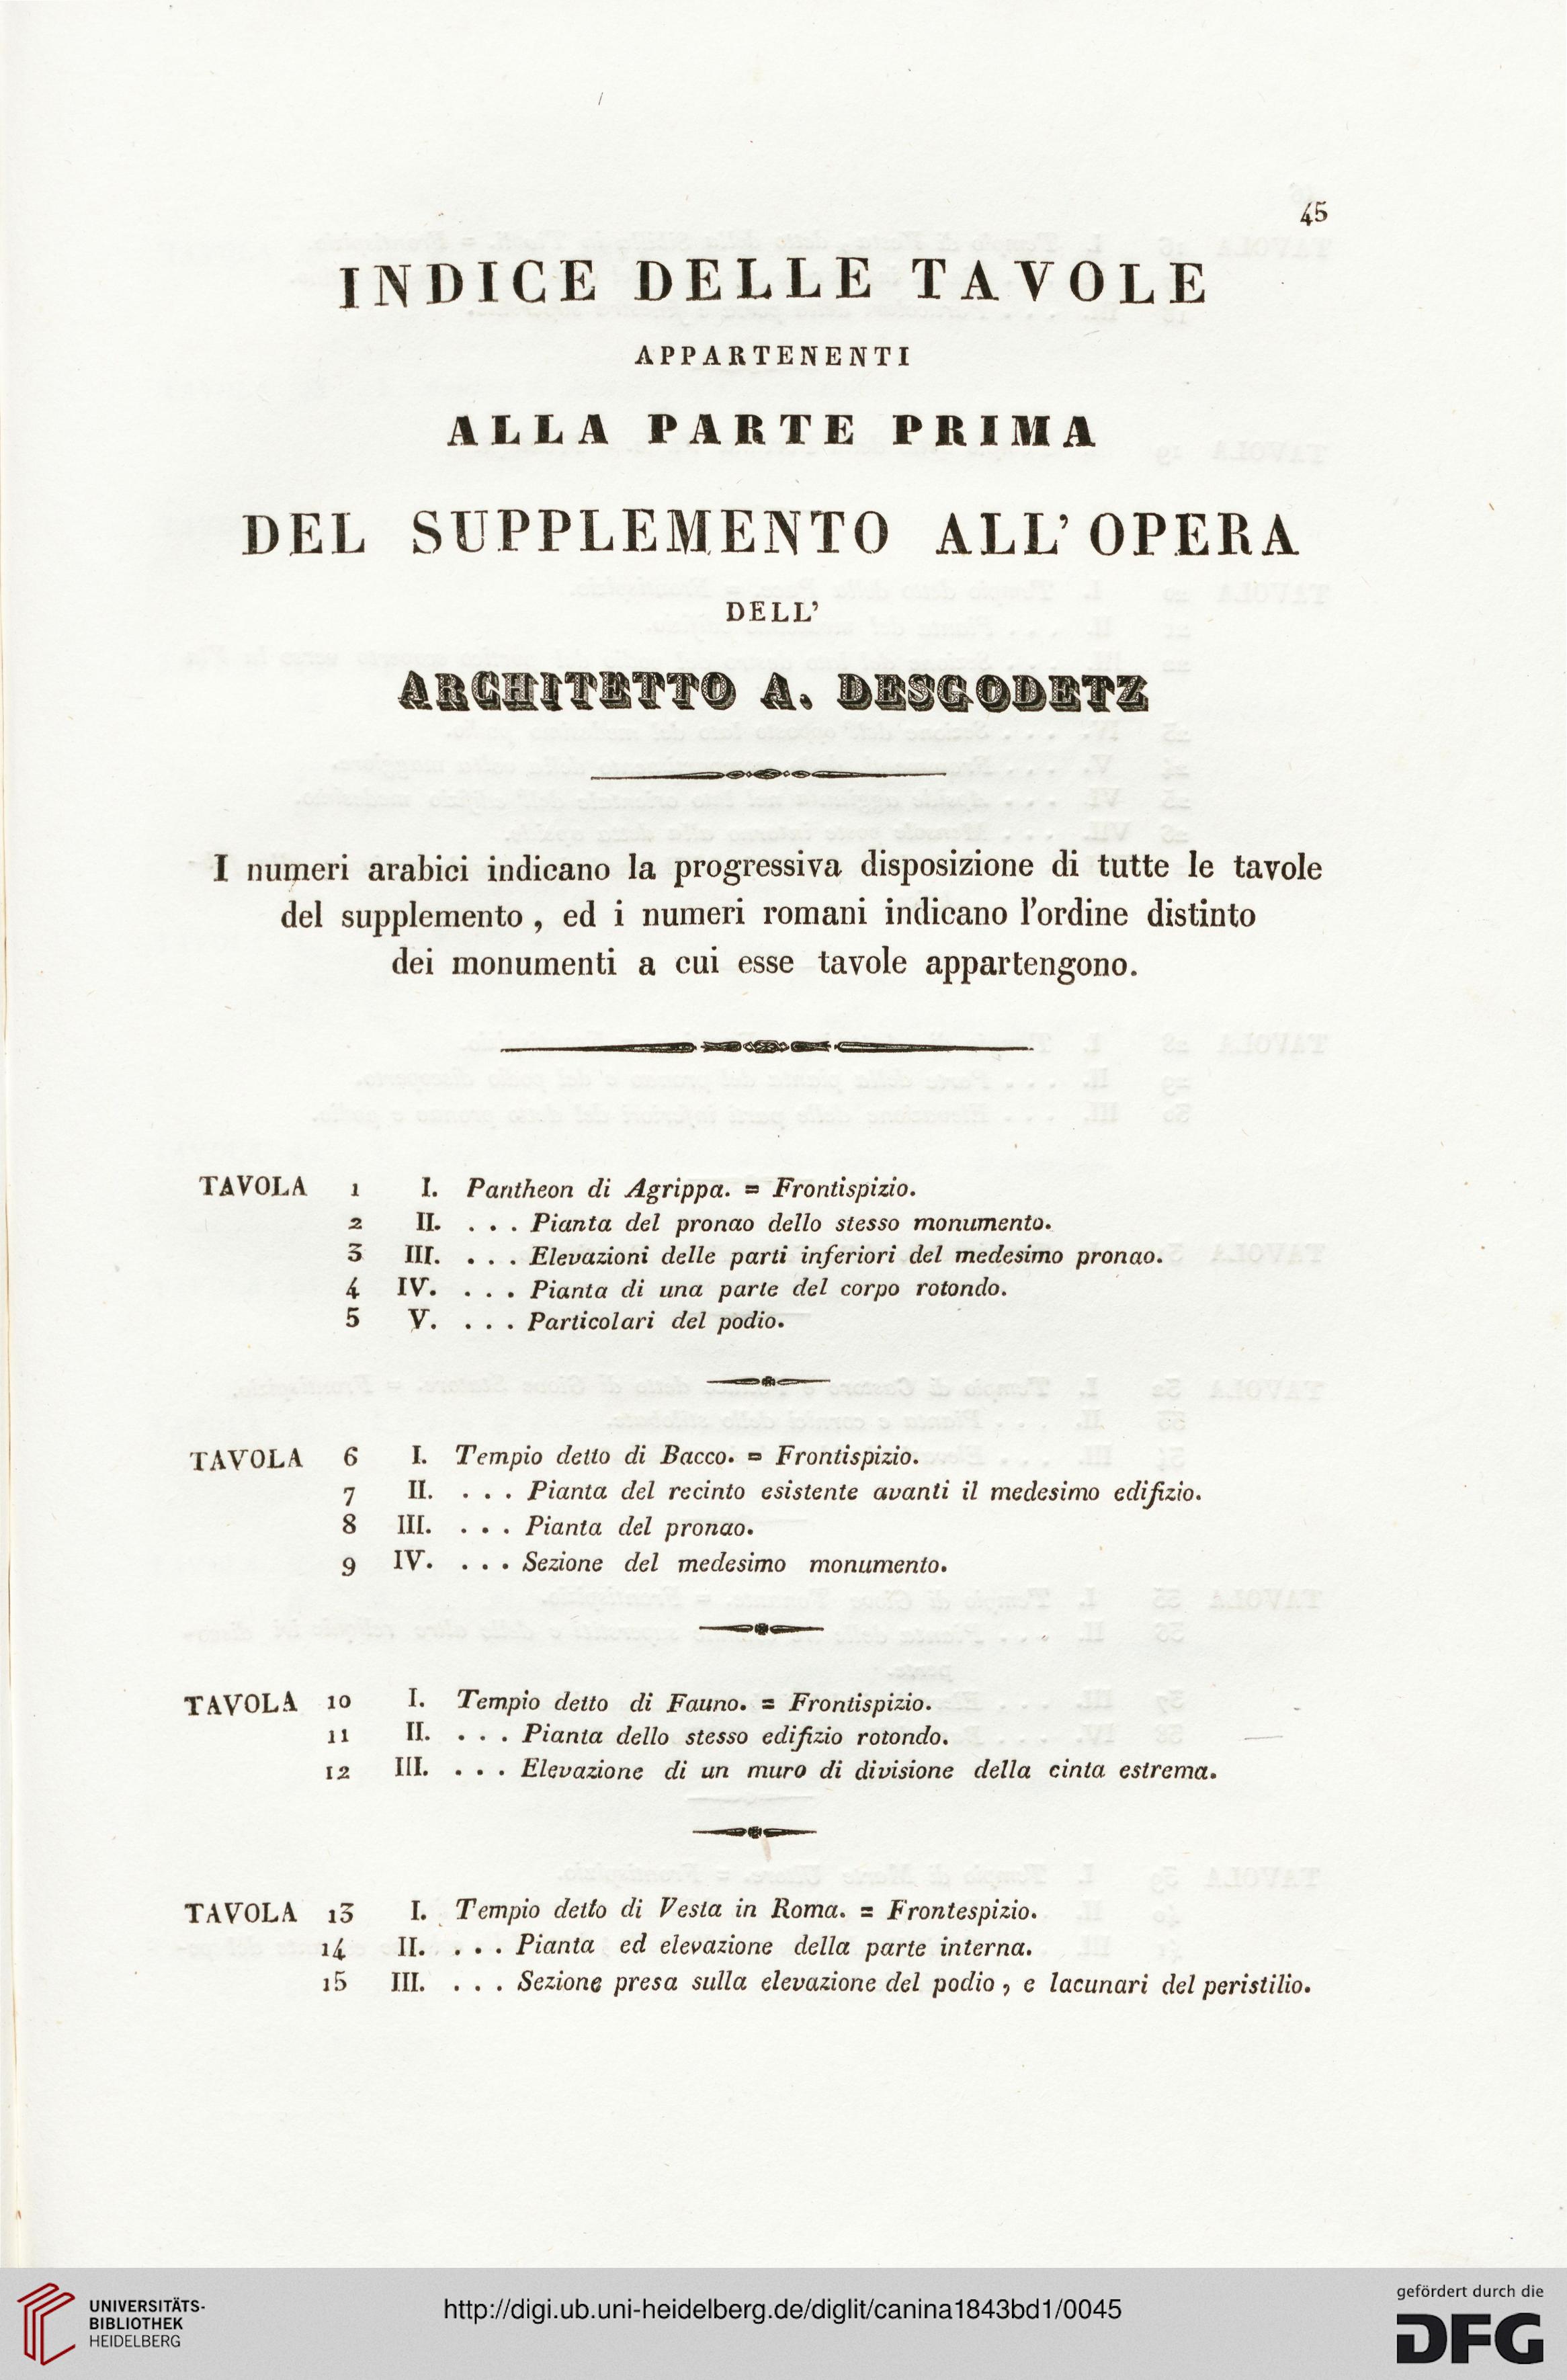 45
INDICE DELLE TAVOLE
APPARTENENTI
ALLA PARTE PRIMA
DEL SUPPLEMENTO ALL'OPERA
DELL'
ARCHITETTO A. DESGODETZ
I numeri arabici indicano la progressiva disposizione di tutte le tavole
del supplemento, ed i numeri romani indicano l'ordine distinto
dei monumenti a cui esse tavole appartengono.
TAVOLA 1 I. Pantheon di Agrippa. = Frontispizio.
2 II. . . . Pianta del pronao dello stesso monumento.
3 III. . . . Elevazioni delle parti inferiori del medesimo pronao.
4 IV. . . . Pianta di una parte del corpo rotondo.
5 V. . . . Particolari del podio.
TAVOLA 6 I. Tempio detto di Bacco. = Frontispizio.
7 II. . . . Pianta del recinto esistente avanti il medesimo edifizio.
8 III. . . . Pianta del pronao.
9 IV. . . . Sezione del medesimo monumento.
TAVOLA 10 I. Tempio detto di Fauno. = Frontispizio.
11 II. . . . Pianta dello stesso edifizio rotondo.
12 III. . . . Elevazione di un muro di divisione della cinta estrema.
TAVOLA 13 I. Tempio detto di Vesta in Roma. = Frontespizio.
14 II. . . . Pianta ed elevazione della parte interna.
15 III. . . . Sezione presa sulla elevazione del podio, e lacunari del peristilio.
UNIVERSITÄTS-
BIBLIOTHEK
HEIDELBERG
http://digi.ub.uni-heidelberg.de/diglit/canina1843bd1/0045
gefördert durch die
DFG